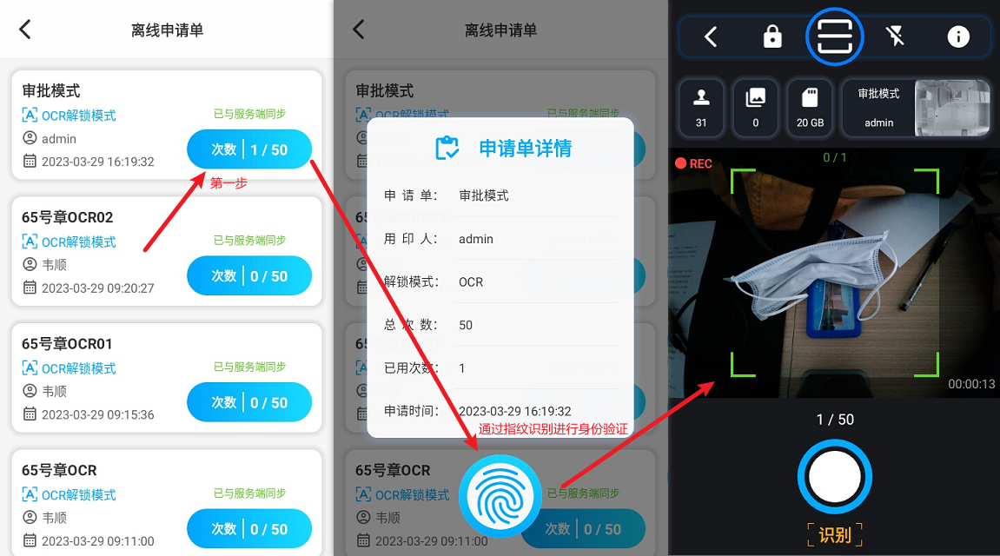 离线申请单
审批模式
OCR解锁模式
已与服务端同步
admin
2023-03-29 16:19:32
次数 1 / 50
第一步
65号章OCR02
OCR解锁模式
已与服务端同步
韦顺
2023-03-29 09:20:27
次数 0 / 50
65号章OCR01
OCR解锁模式
已与服务端同步
韦顺
2023-03-29 09:15:36
次数 0 / 50
65号章OCR
OCR解锁模式
已与服务端同步
韦顺
2023-03-29 09:11:00
次数 0 / 50
离线申请单
审批模式
OCR解锁模式
已与服务端同步
申请单详情
申 请 单： 审批模式
用 印 人： admin
解锁模式： OCR
总 次 数： 50
已用次数： 1
申请时间： 2023-03-29 16:19:32
通过指纹识别进行身份验证
65号章OCR
OCR解锁模式
已与服务端同步
韦顺
2023-03-29 09:11:00
次数 0 / 50
31
0
20 GB
审批模式
admin
REC
0 / 1
00:00:13
1 / 50
识别